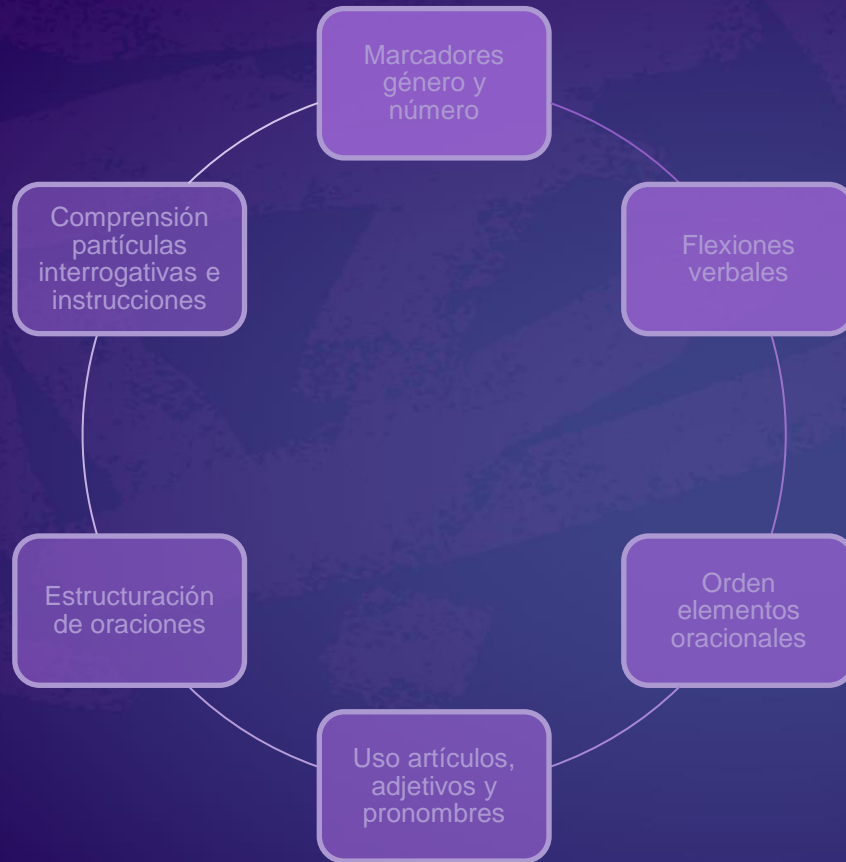 Marcadores
género y
número
Flexiones
verbales
Orden
elementos
oracionales
Uso artículos,
adjetivos y
pronombres
Estructuración
de oraciones
Comprensión
partículas
interrogativas e
instrucciones